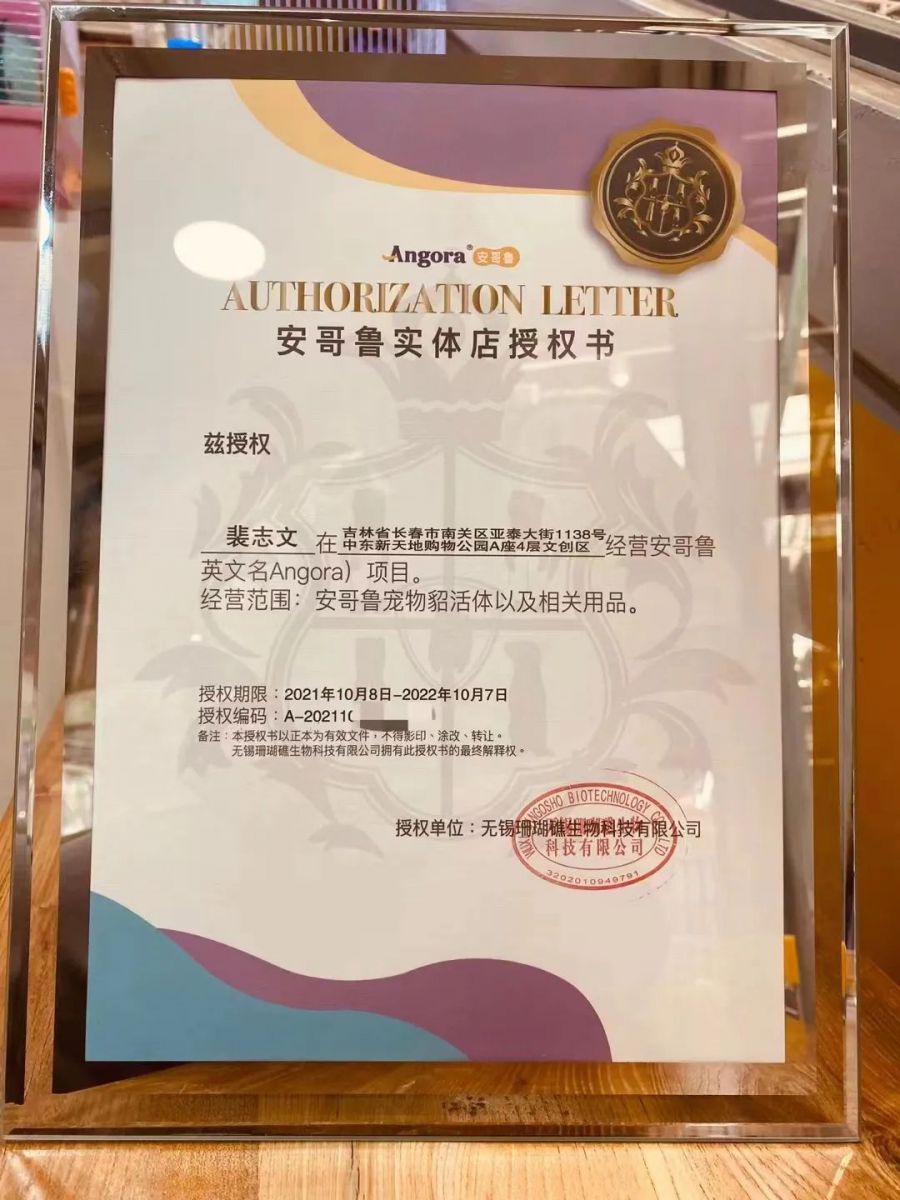 Angora® 安哥鲁
AUTHORIZATION LETTER
安哥鲁实体店授权书
兹授权
裴志文 在 吉林省长春市南关区亚泰大街1138号
中东新天地购物公园A座4层文创区 经营安哥鲁
英文名Angora）项目。
经营范围：安哥鲁宠物貂活体以及相关用品。
授权期限：2021年10月8日-2022年10月7日
授权编码：A-202110
备注：本授权书以正本为有效文件，不得影印、涂改、转让。
无锡珊瑚礁生物科技有限公司拥有此授权书的最终解释权。
授权单位：无锡珊瑚礁生物科技有限公司
BIOTECHNOLOGY CO LTD
科技有限公司
3202010949791